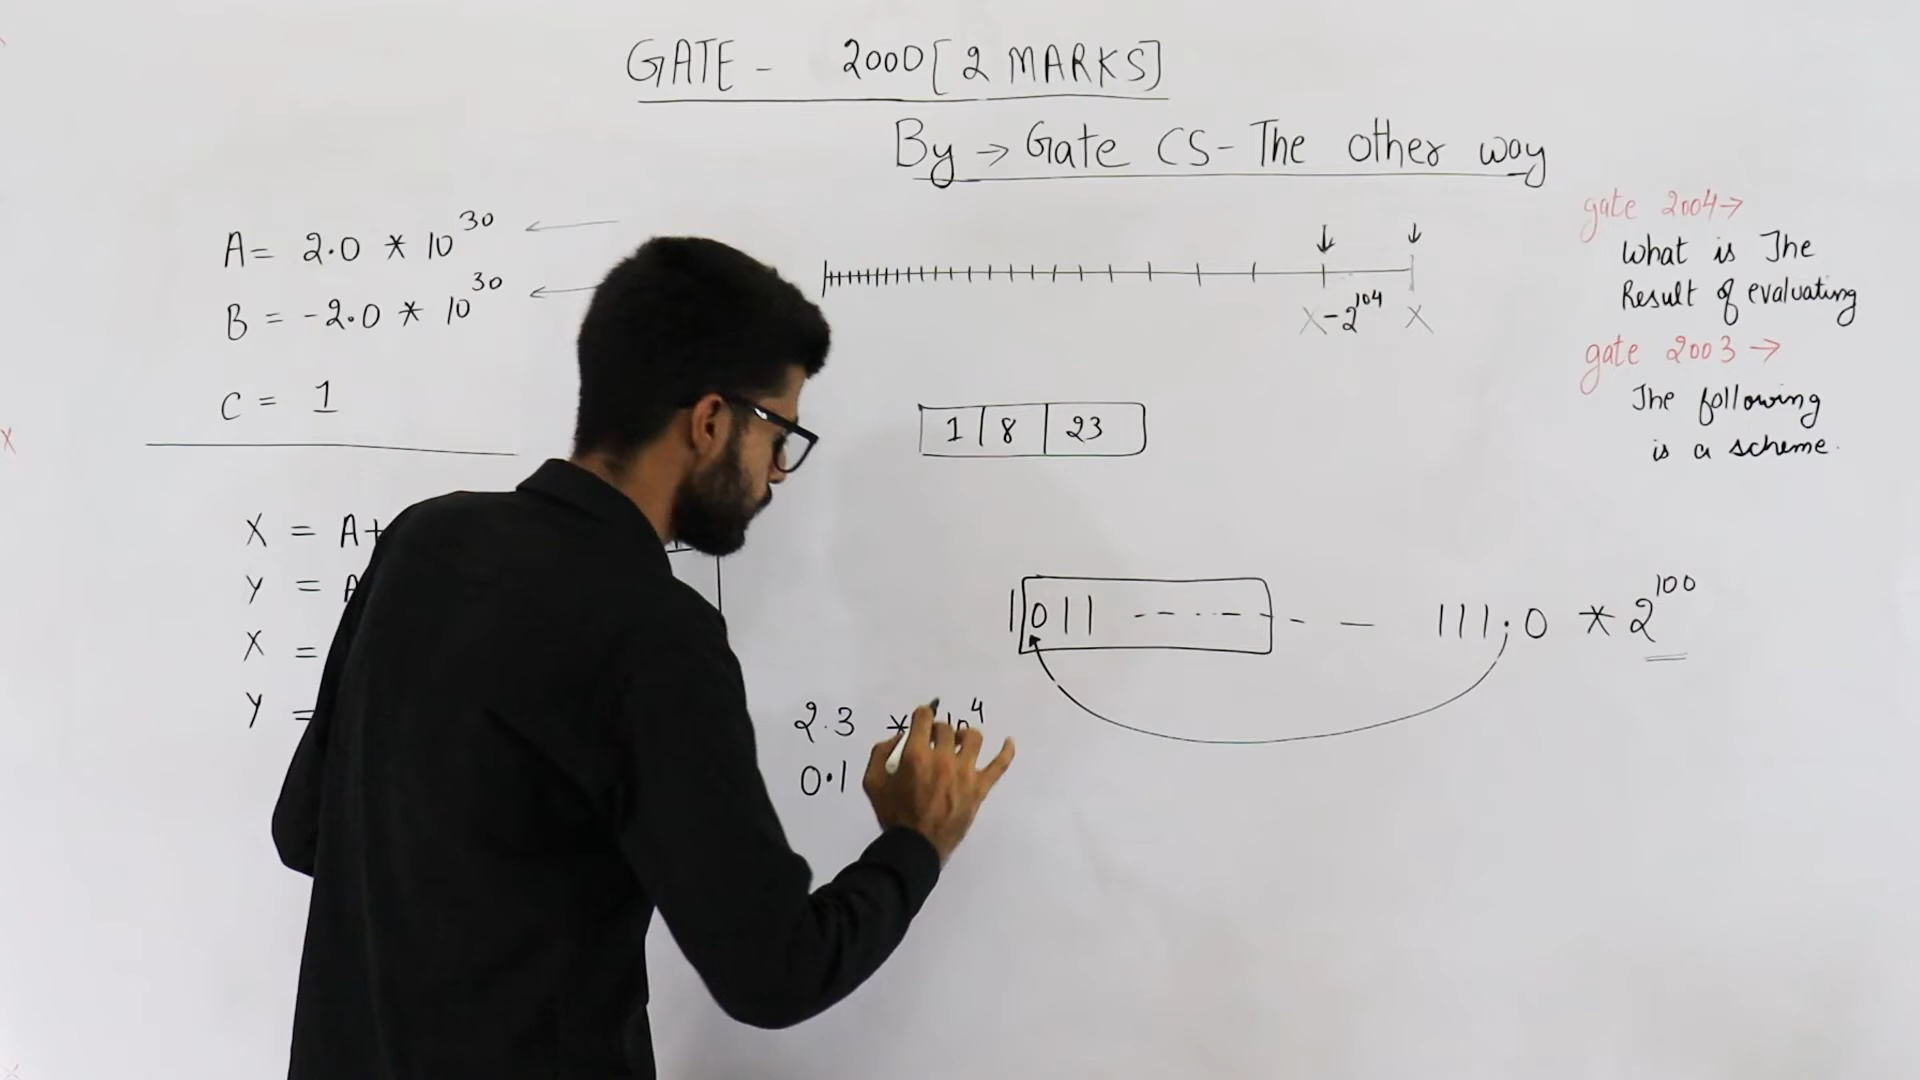 GATE - 2000 [2 MARKS]
By → Gate CS - The other way
A = 2.0 * 10^30 ←
B = -2.0 * 10^30 ←
C = 1
X = A+
Y = A
X =
Y =
↓ ↓
X-2^104 X
1 | 8 | 23
1011 ------ - - 111.0 * 2^100
2.3 * 10^4
0.1
gate 2004→
What is The
Result of evaluating
gate 2003 →
The following
is a scheme.